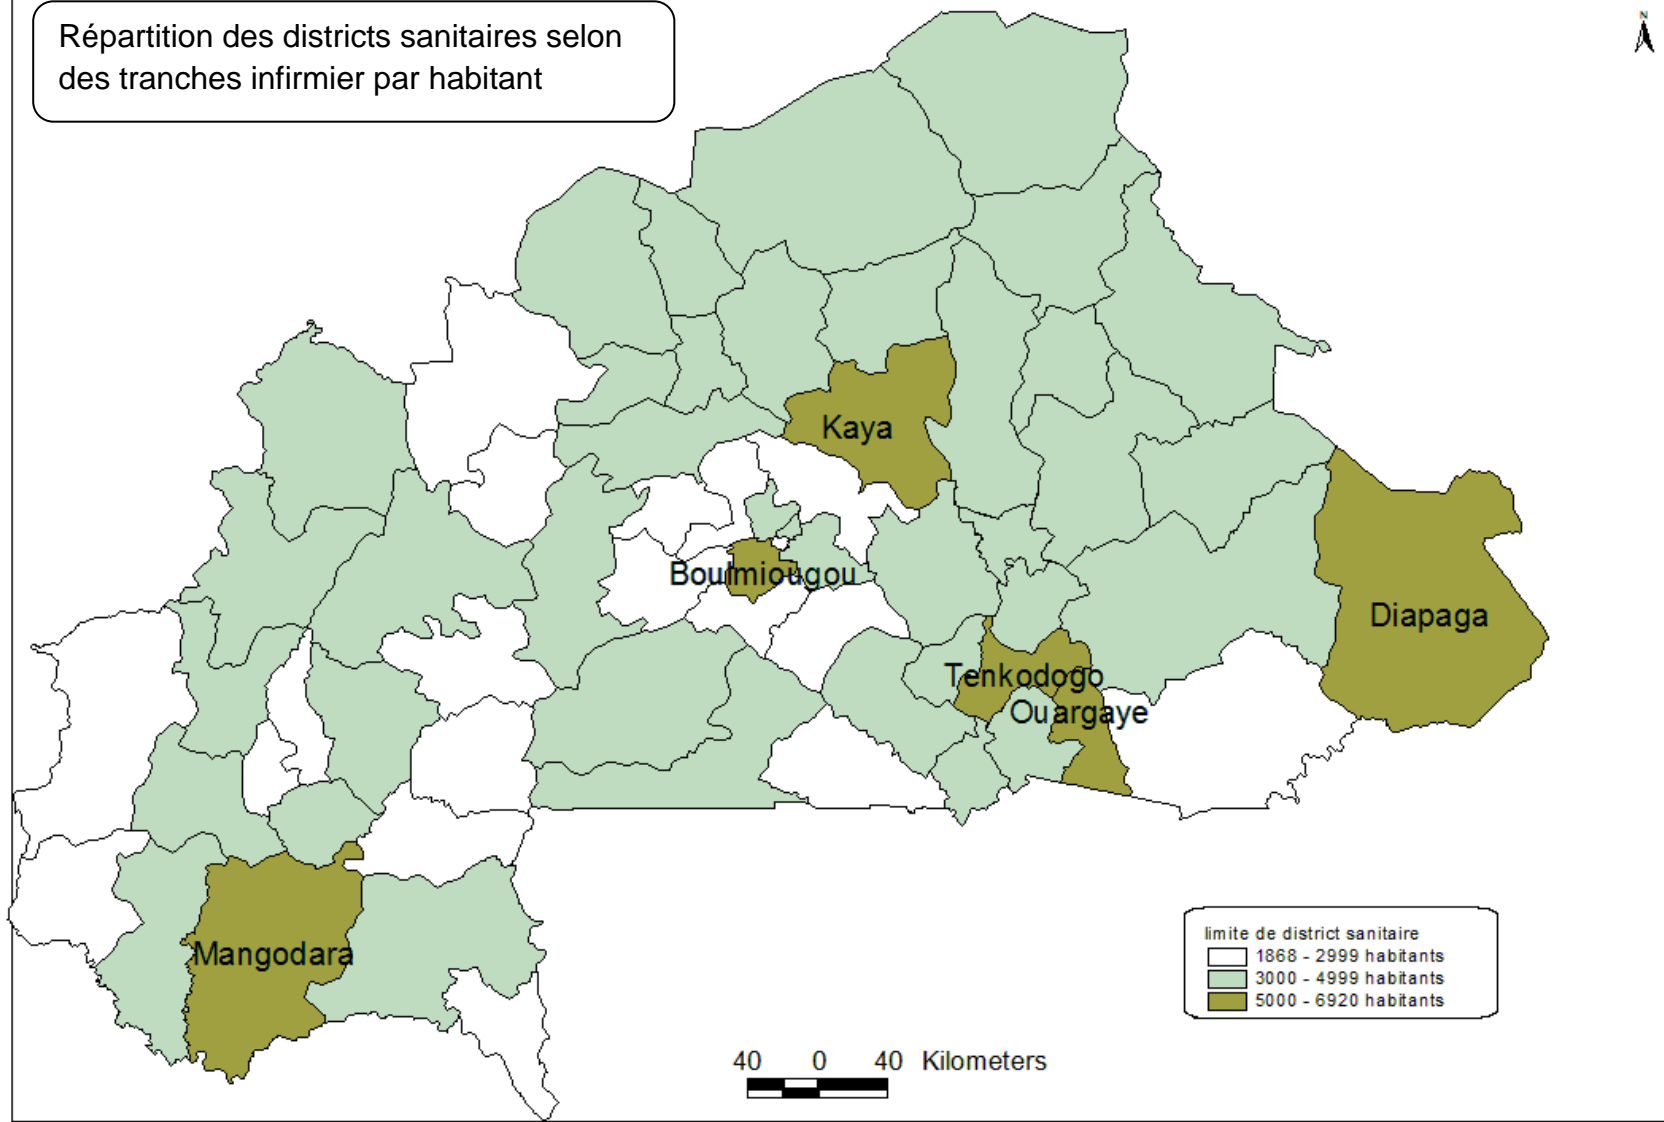 Répartition des districts sanitaires selon
des tranches infirmier par habitant
N
Kaya
Boulmiougou
Diapaga
Tenkodogo
Ouargaye
Mangodara
limite de district sanitaire
1868 - 2999 habitants
3000 - 4999 habitants
5000 - 6920 habitants
40 0 40 Kilometers